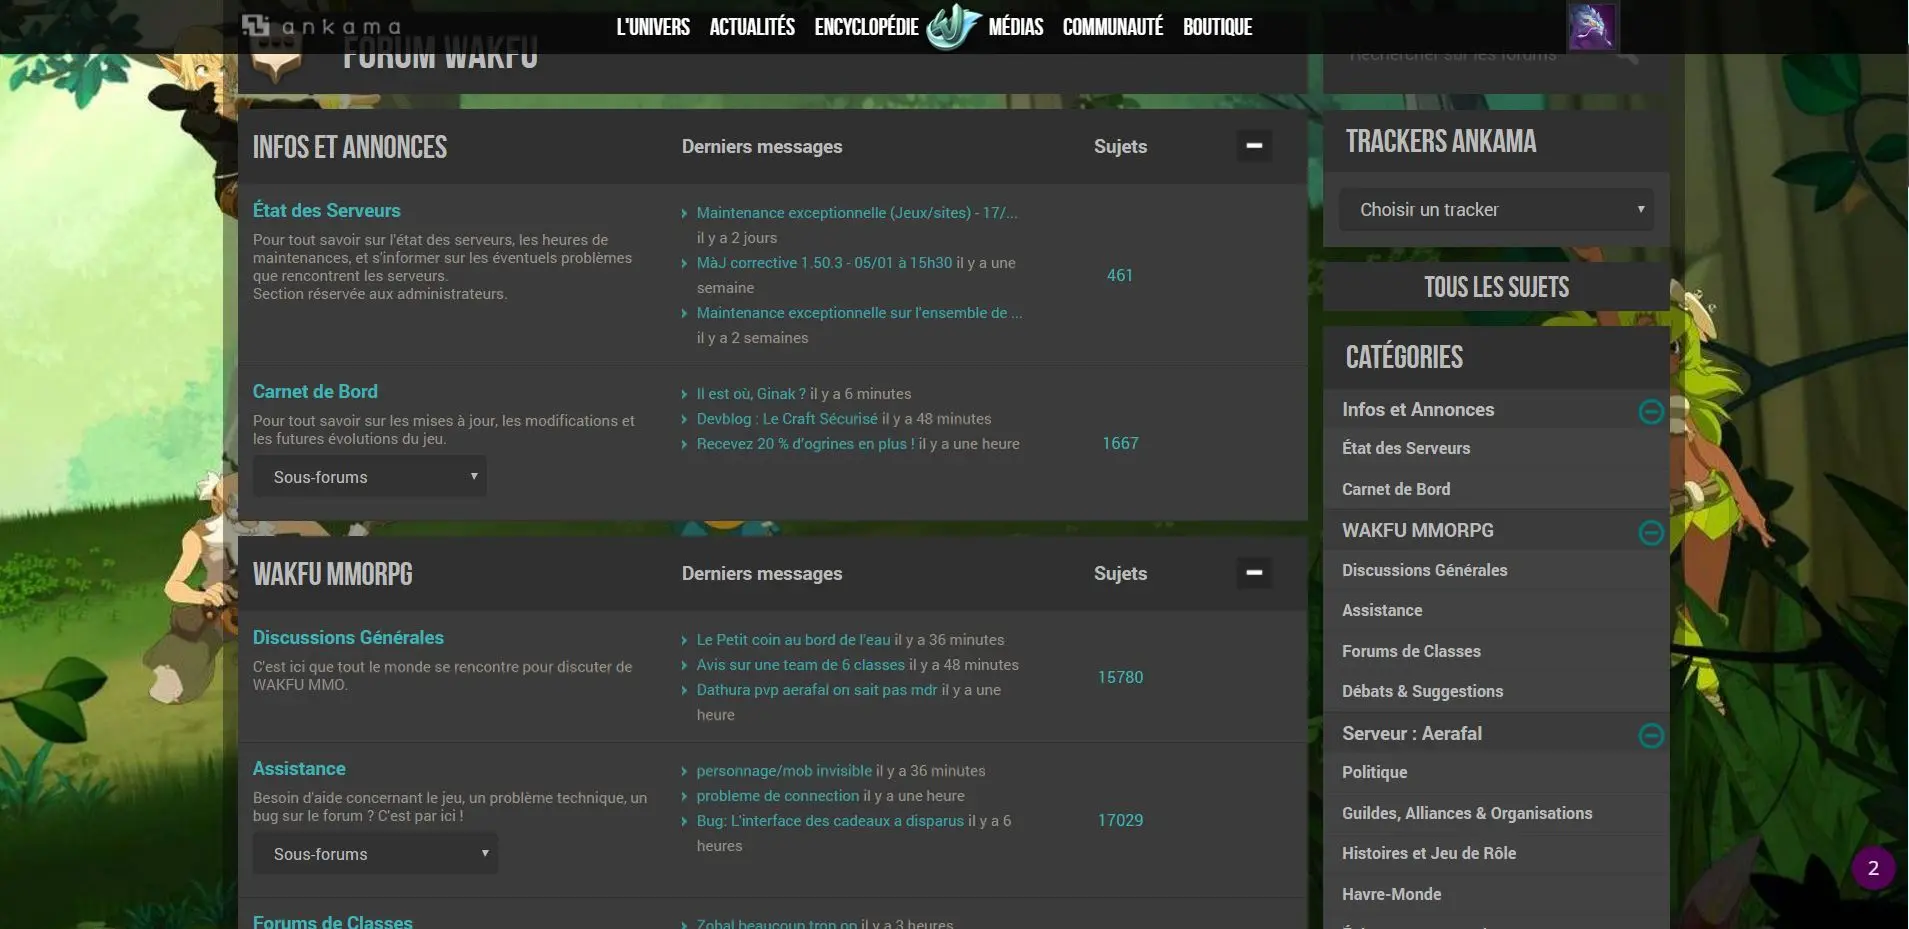 ankama
L'UNIVERS ACTUALITÉS ENCYCLOPÉDIE MÉDIAS COMMUNAUTÉ BOUTIQUE
FORUM WAKFU
Rechercher sur les forums
INFOS ET ANNONCES Derniers messages Sujets
État des Serveurs
Pour tout savoir sur l'état des serveurs, les heures de
maintenances, et s'informer sur les éventuels problèmes
que rencontrent les serveurs.
Section réservée aux administrateurs.
Maintenance exceptionnelle (Jeux/sites) - 17/...
il y a 2 jours
MàJ corrective 1.50.3 - 05/01 à 15h30 il y a une
semaine
Maintenance exceptionnelle sur l'ensemble de ...
il y a 2 semaines
461
Carnet de Bord
Pour tout savoir sur les mises à jour, les modifications et
les futures évolutions du jeu.
Sous-forums
Il est où, Ginak ? il y a 6 minutes
Devblog : Le Craft Sécurisé il y a 48 minutes
Recevez 20 % d'ogrines en plus ! il y a une heure
1667
WAKFU MMORPG Derniers messages Sujets
Discussions Générales
C'est ici que tout le monde se rencontre pour discuter de
WAKFU MMO.
Le Petit coin au bord de l'eau il y a 36 minutes
Avis sur une team de 6 classes il y a 48 minutes
Dathura pvp aerafal on sait pas mdr il y a une
heure
15780
Assistance
Besoin d'aide concernant le jeu, un problème technique, un
bug sur le forum ? C'est par ici !
Sous-forums
personnage/mob invisible il y a 36 minutes
probleme de connection il y a une heure
Bug: L'interface des cadeaux a disparus il y a 6
heures
17029
Forums de Classes
Zobal beaucoup trop op il y a 3 heures
TRACKERS ANKAMA
Choisir un tracker
TOUS LES SUJETS
CATÉGORIES
Infos et Annonces
État des Serveurs
Carnet de Bord
WAKFU MMORPG
Discussions Générales
Assistance
Forums de Classes
Débats & Suggestions
Serveur : Aerafal
Politique
Guildes, Alliances & Organisations
Histoires et Jeu de Rôle
Havre-Monde
2